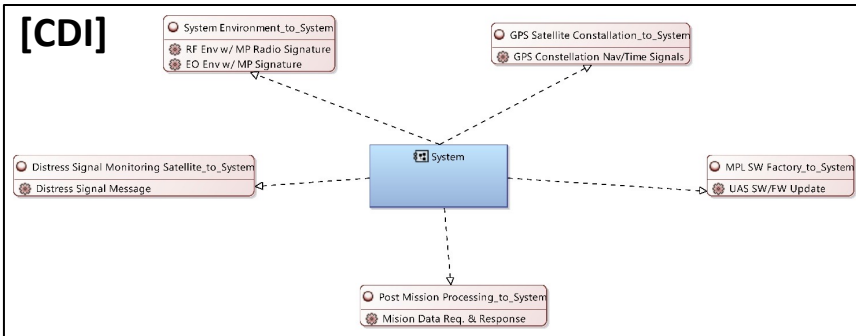 [CDI]
System Environment_to_System
RF Env w/ MP Radio Signature
EO Env w/ MP Signature
GPS Satellite Constallation_to_System
GPS Constellation Nav/Time Signals
System
Distress Signal Monitoring Satellite_to_System
Distress Signal Message
MPL SW Factory_to_System
UAS SW/FW Update
Post Mission Processing_to_System
Mision Data Req. & Response